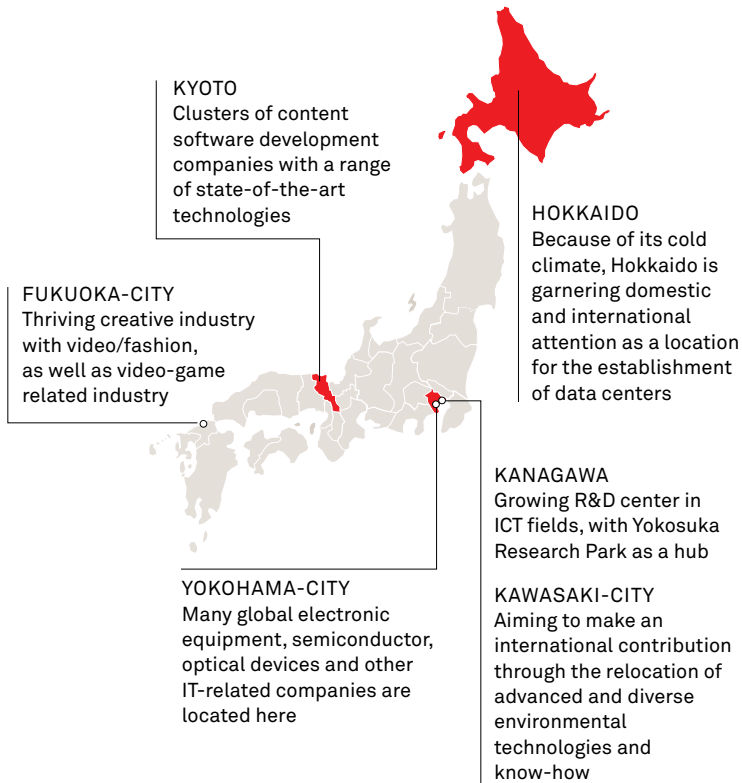 KYOTO
Clusters of content
software development
companies with a range
of state-of-the-art
technologies
HOKKAIDO
Because of its cold
climate, Hokkaido is
garnering domestic
and international
attention as a location
for the establishment
of data centers
FUKUOKA-CITY
Thriving creative industry
with video/fashion,
as well as video-game
related industry
KANAGAWA
Growing R&D center in
ICT fields, with Yokosuka
Research Park as a hub
YOKOHAMA-CITY
Many global electronic
equipment, semiconductor,
optical devices and other
IT-related companies are
located here
KAWASAKI-CITY
Aiming to make an
international contribution
through the relocation of
advanced and diverse
environmental
technologies and
know-how